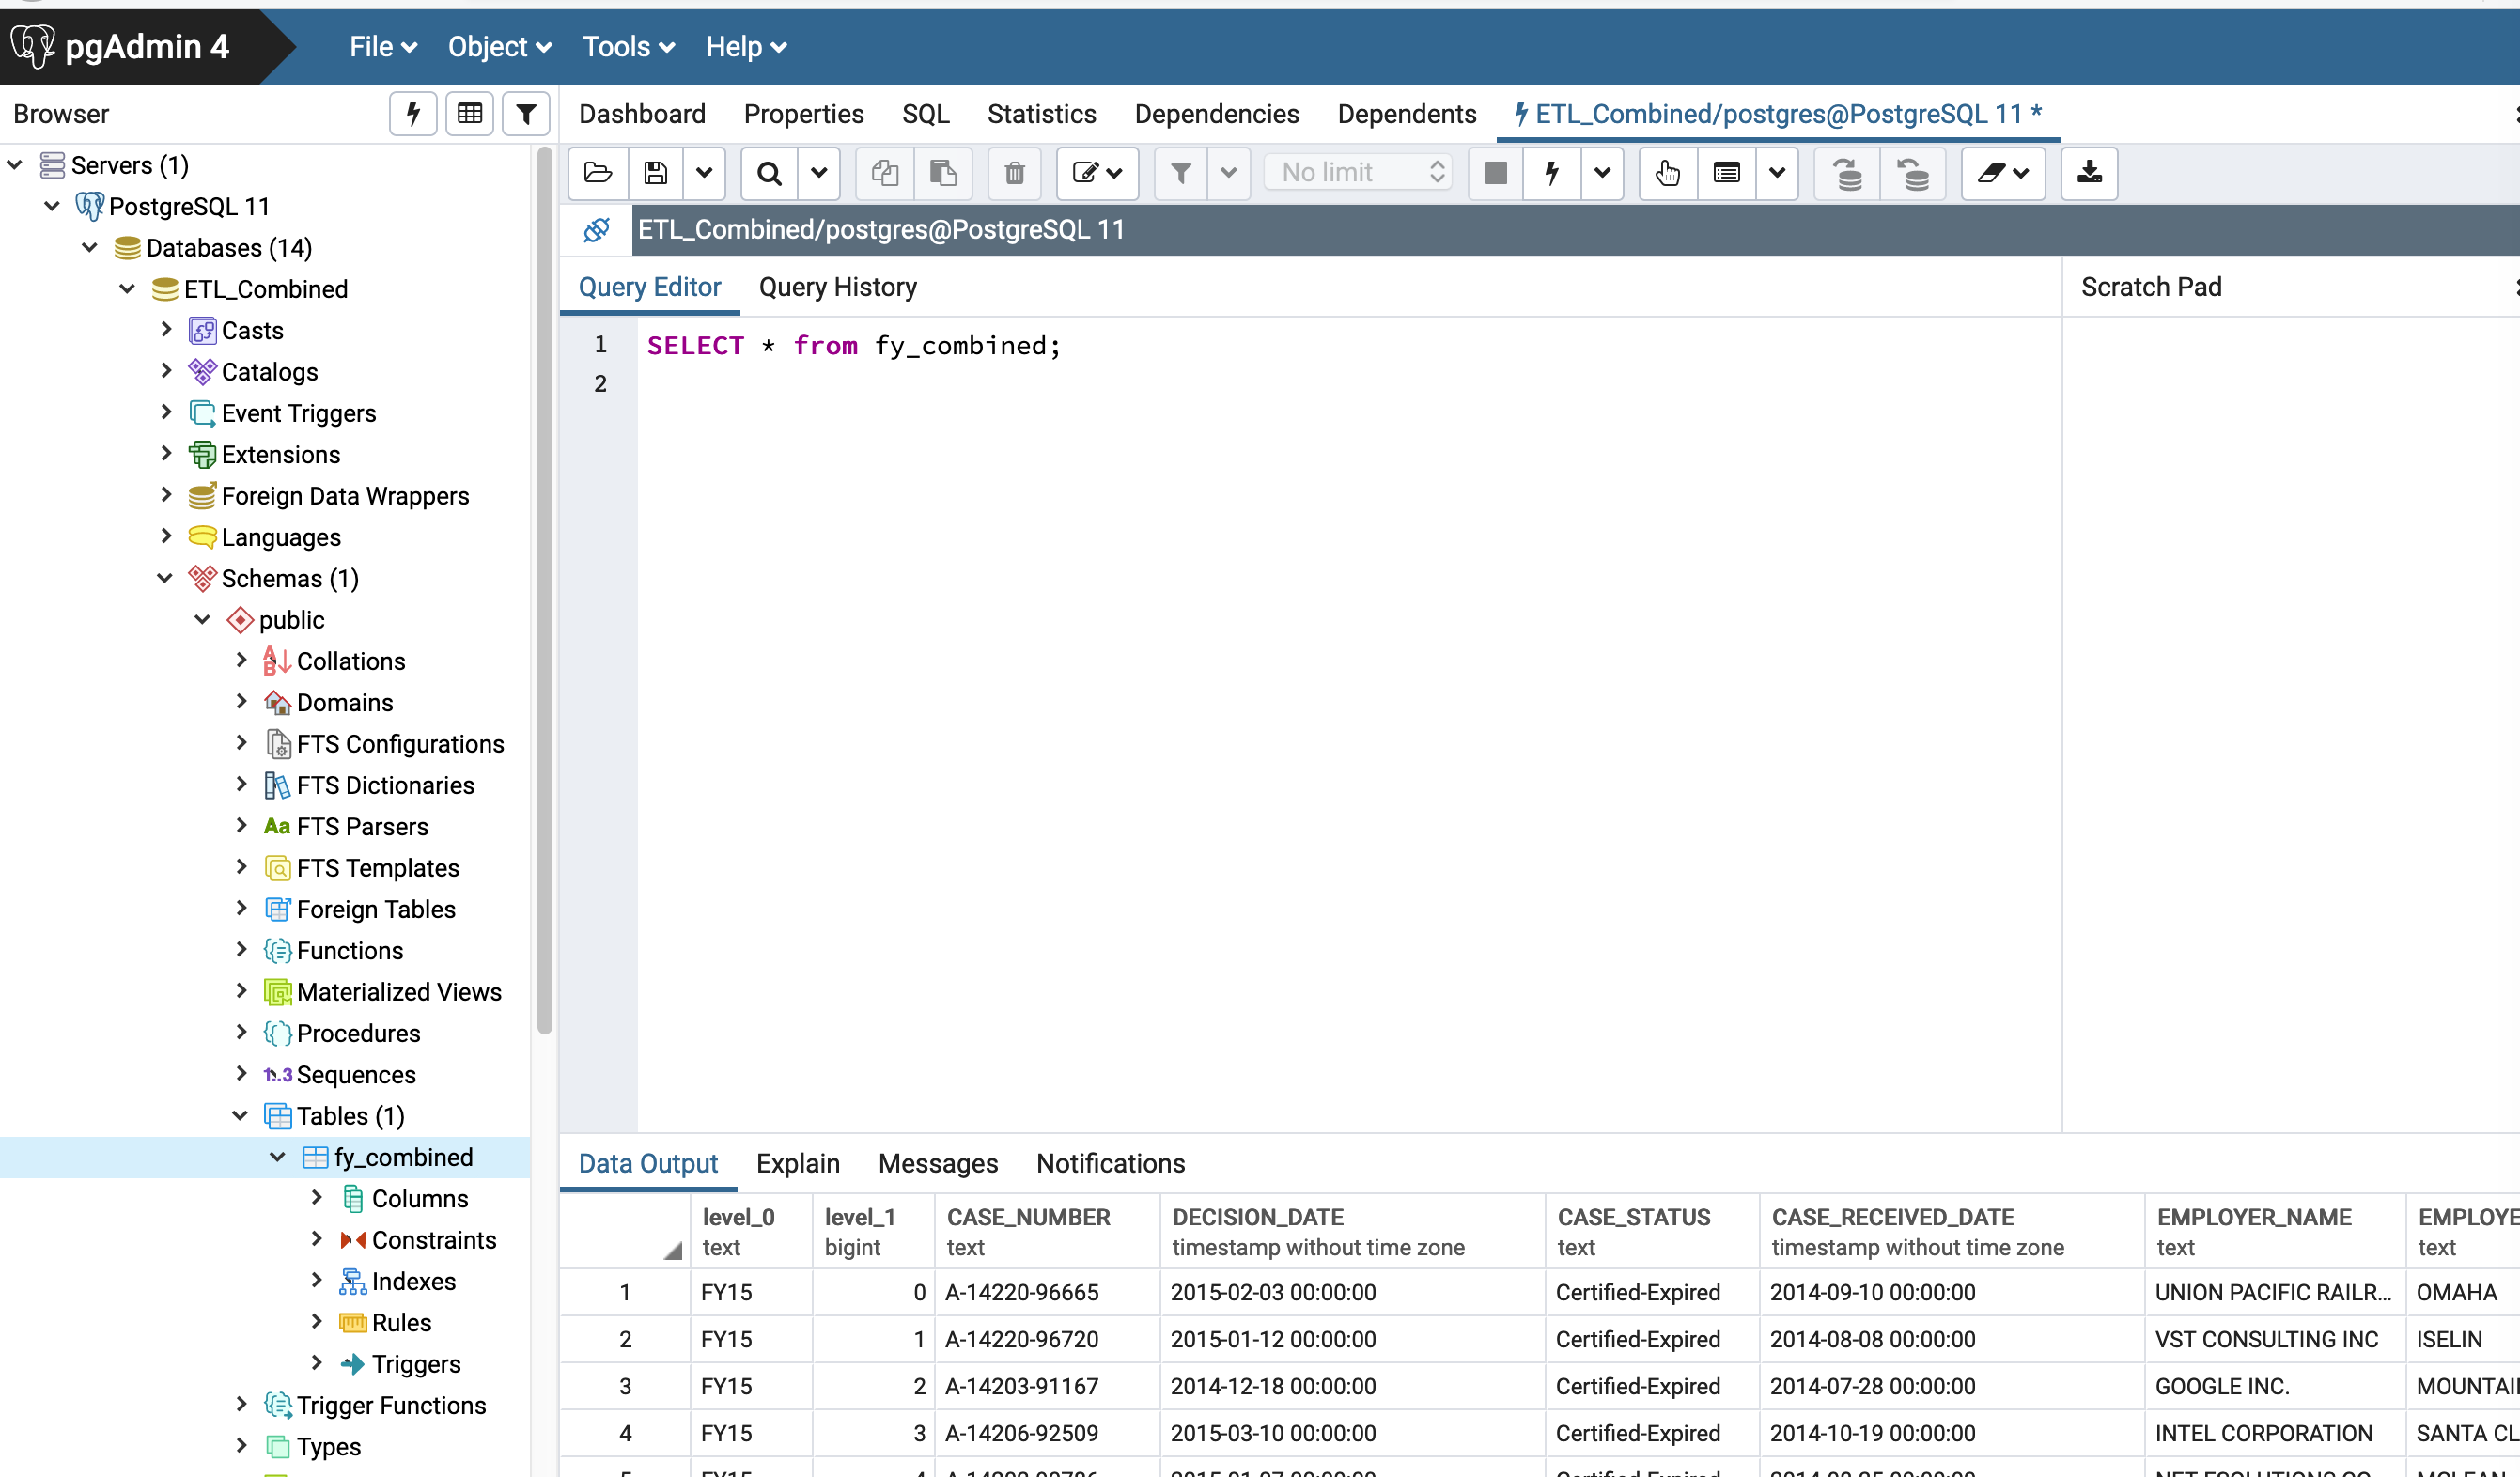 pgAdmin 4 File Object Tools Help
Browser
Dashboard Properties SQL Statistics Dependencies Dependents ETL_Combined/postgres@PostgreSQL 11 *
No limit
Servers (1)
PostgreSQL 11
Databases (14)
ETL_Combined
Casts
Catalogs
Event Triggers
Extensions
Foreign Data Wrappers
Languages
Schemas (1)
public
Collations
Domains
FTS Configurations
FTS Dictionaries
Aa FTS Parsers
FTS Templates
Foreign Tables
Functions
Materialized Views
Procedures
1..3 Sequences
Tables (1)
fy_combined
Columns
Constraints
Indexes
Rules
Triggers
Trigger Functions
Types
ETL_Combined/postgres@PostgreSQL 11
Query Editor Query History
Scratch Pad
1 SELECT * from fy_combined;
2
Data Output Explain Messages Notifications
level_0 level_1 CASE_NUMBER DECISION_DATE CASE_STATUS CASE_RECEIVED_DATE EMPLOYER_NAME EMPLOYE
text bigint text timestamp without time zone text timestamp without time zone text text
1 FY15 0 A-14220-96665 2015-02-03 00:00:00 Certified-Expired 2014-09-10 00:00:00 UNION PACIFIC RAILR... OMAHA
2 FY15 1 A-14220-96720 2015-01-12 00:00:00 Certified-Expired 2014-08-08 00:00:00 VST CONSULTING INC ISELIN
3 FY15 2 A-14203-91167 2014-12-18 00:00:00 Certified-Expired 2014-07-28 00:00:00 GOOGLE INC. MOUNTAI
4 FY15 3 A-14206-92509 2015-03-10 00:00:00 Certified-Expired 2014-10-19 00:00:00 INTEL CORPORATION SANTA CL